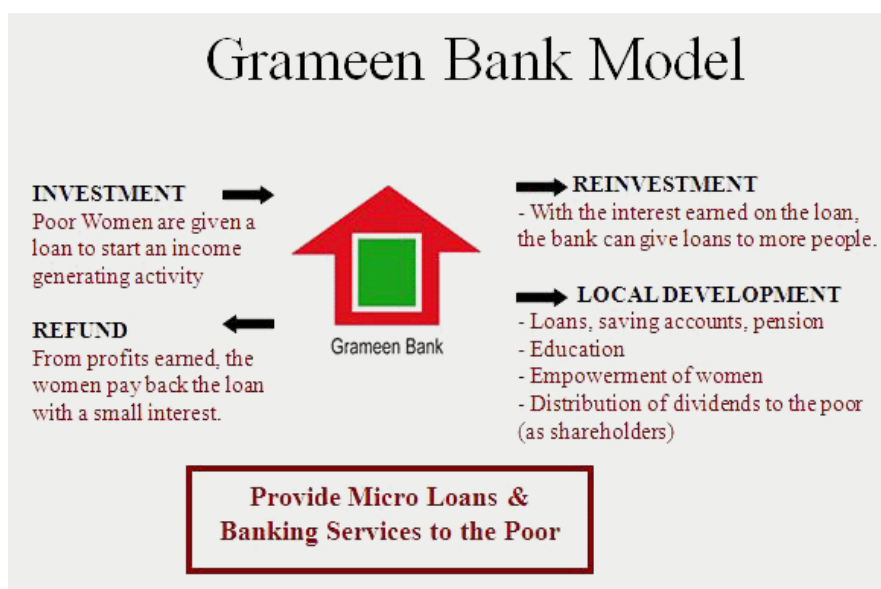 Grameen Bank Model
INVESTMENT
Poor Women are given a
loan to start an income
generating activity
REFUND
From profits earned, the
women pay back the loan
with a small interest.
Grameen Bank
REINVESTMENT
- With the interest earned on the loan,
the bank can give loans to more people.
LOCAL DEVELOPMENT
- Loans, saving accounts, pension
- Education
- Empowerment of women
- Distribution of dividends to the poor
(as shareholders)
Provide Micro Loans &
Banking Services to the Poor